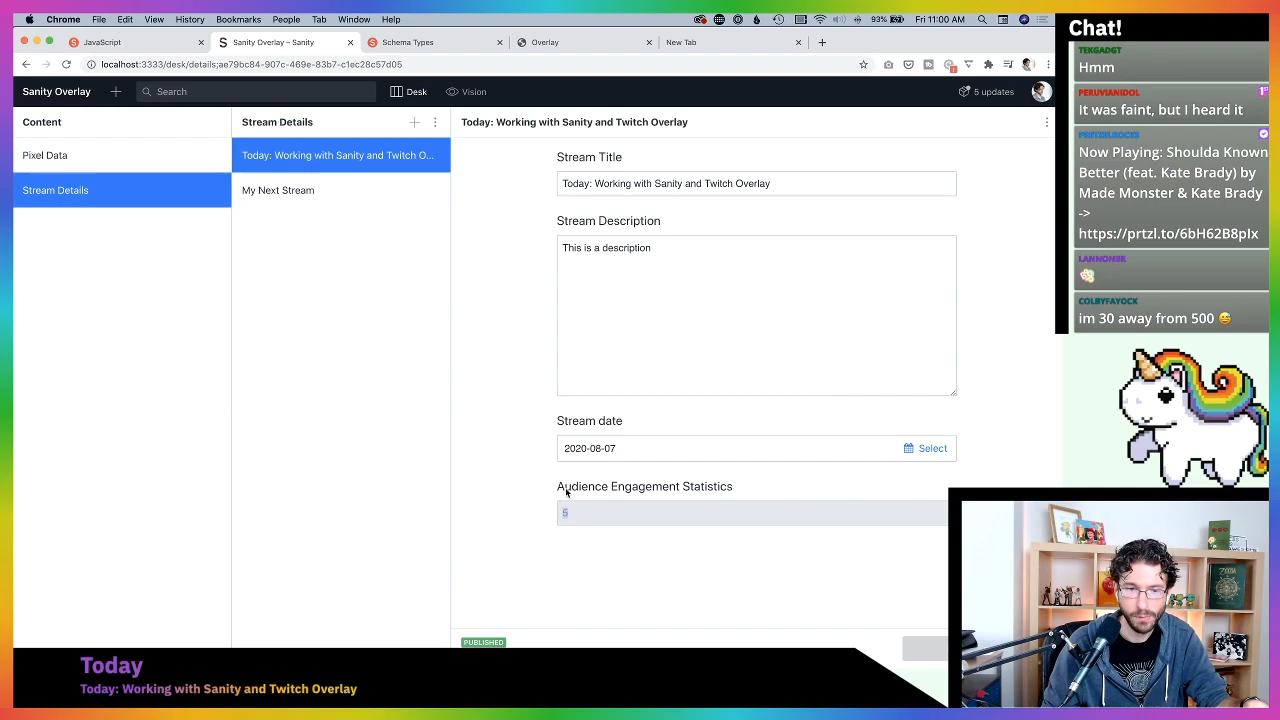 Chrome File Edit View History Bookmarks People Tab Window Help
93% Fri 11:00 AM
JavaScript
Sanity Overlay – Sanity
Schema Types
Overlay
New Tab
localhost:3333/desk/details;ae79bc84-907c-469e-83b7-c1ec28c57d05
Sanity Overlay
Search
Desk
Vision
5 updates
Content
Stream Details
Today: Working with Sanity and Twitch Overlay
Pixel Data
Today: Working with Sanity and Twitch O...
Stream Details
My Next Stream
Stream Title
Today: Working with Sanity and Twitch Overlay
Stream Description
This is a description
Stream date
2020-08-07
Select
Audience Engagement Statistics
5
PUBLISHED
Today
Today: Working with Sanity and Twitch Overlay
Chat!
TEKGADGT
Hmm
PERUVIANIDOL
1st
It was faint, but I heard it
PRETZELROCKS
Now Playing: Shoulda Known
Better (feat. Kate Brady) by
Made Monster & Kate Brady
->
https://prtzl.to/6bH62B8pIx
LANNONBR
COLBYFAYOCK
im 30 away from 500 😅